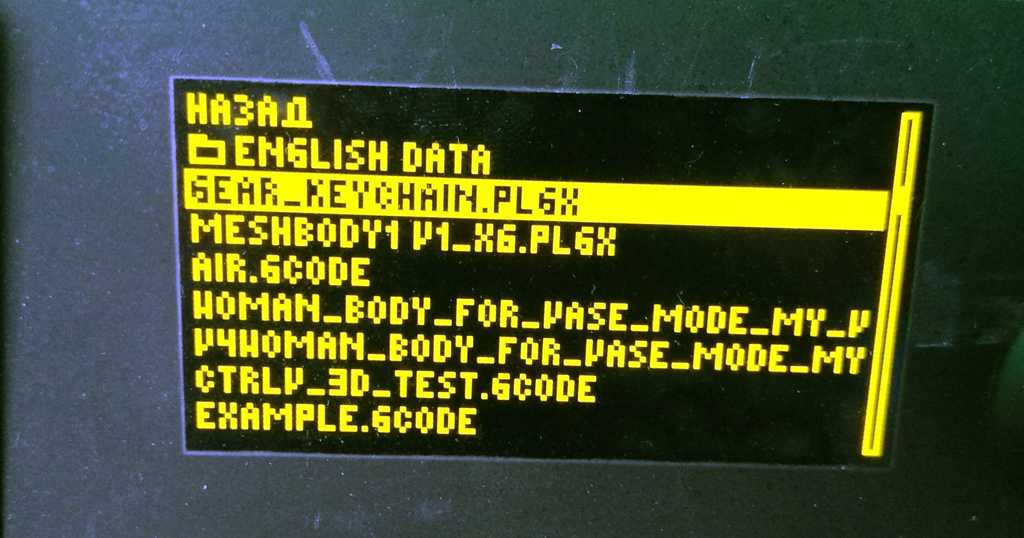 НАЗАД
ENGLISH DATA
GEAR_KEYCHAIN.PLGX
MESHBODY1 V1_X6.PLGX
AIR.GCODE
WOMAN_BODY_FOR_VASE_MODE_MY_V
V4WOMAN_BODY_FOR_VASE_MODE_MY
CTRLV_3D_TEST.GCODE
EXAMPLE.GCODE